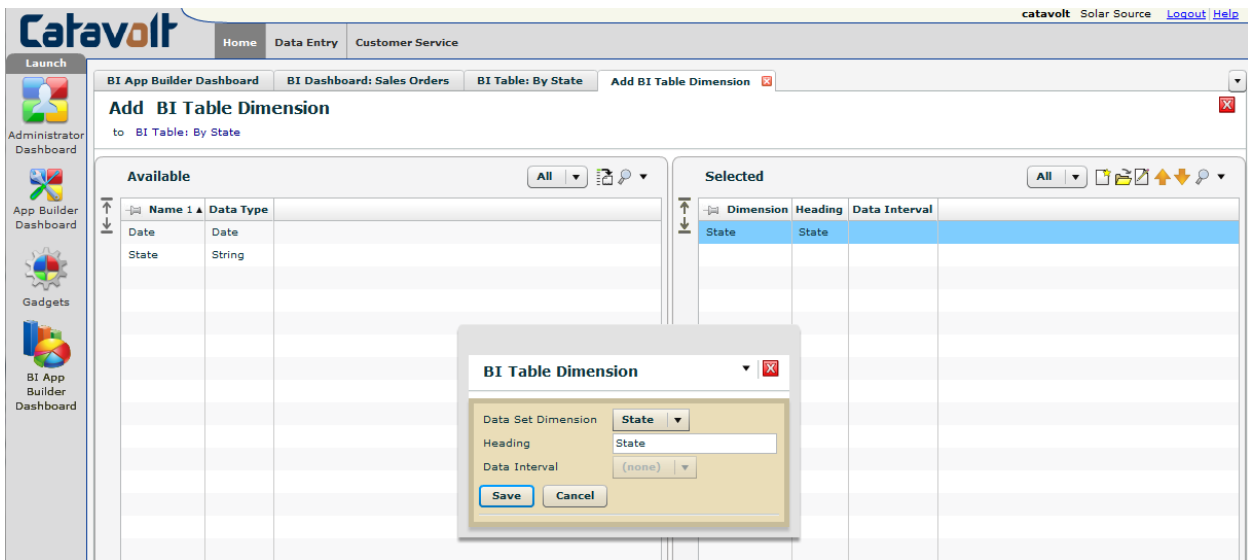 catavolt Solar Source Logout Help
Catavolt
Home Data Entry Customer Service
Launch
BI App Builder Dashboard BI Dashboard: Sales Orders BI Table: By State Add BI Table Dimension
Add BI Table Dimension
to BI Table: By State
Administrator
Dashboard
App Builder
Dashboard
Gadgets
BI App
Builder
Dashboard
Available All
Name 1 Data Type
Date Date
State String
Selected All
Dimension Heading Data Interval
State State
BI Table Dimension
Data Set Dimension State
Heading State
Data Interval (none)
Save Cancel